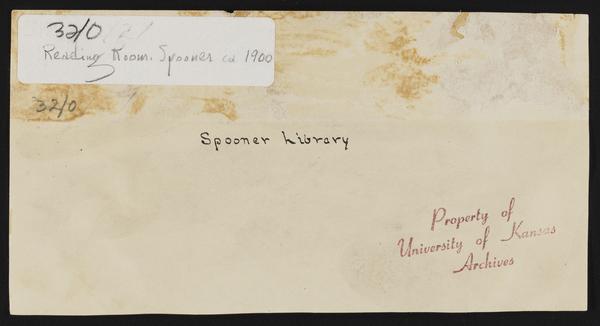 32/0
Reading Room. Spooner ca 1900
32/0
Spooner Library
Property of
University of Kansas
Archives